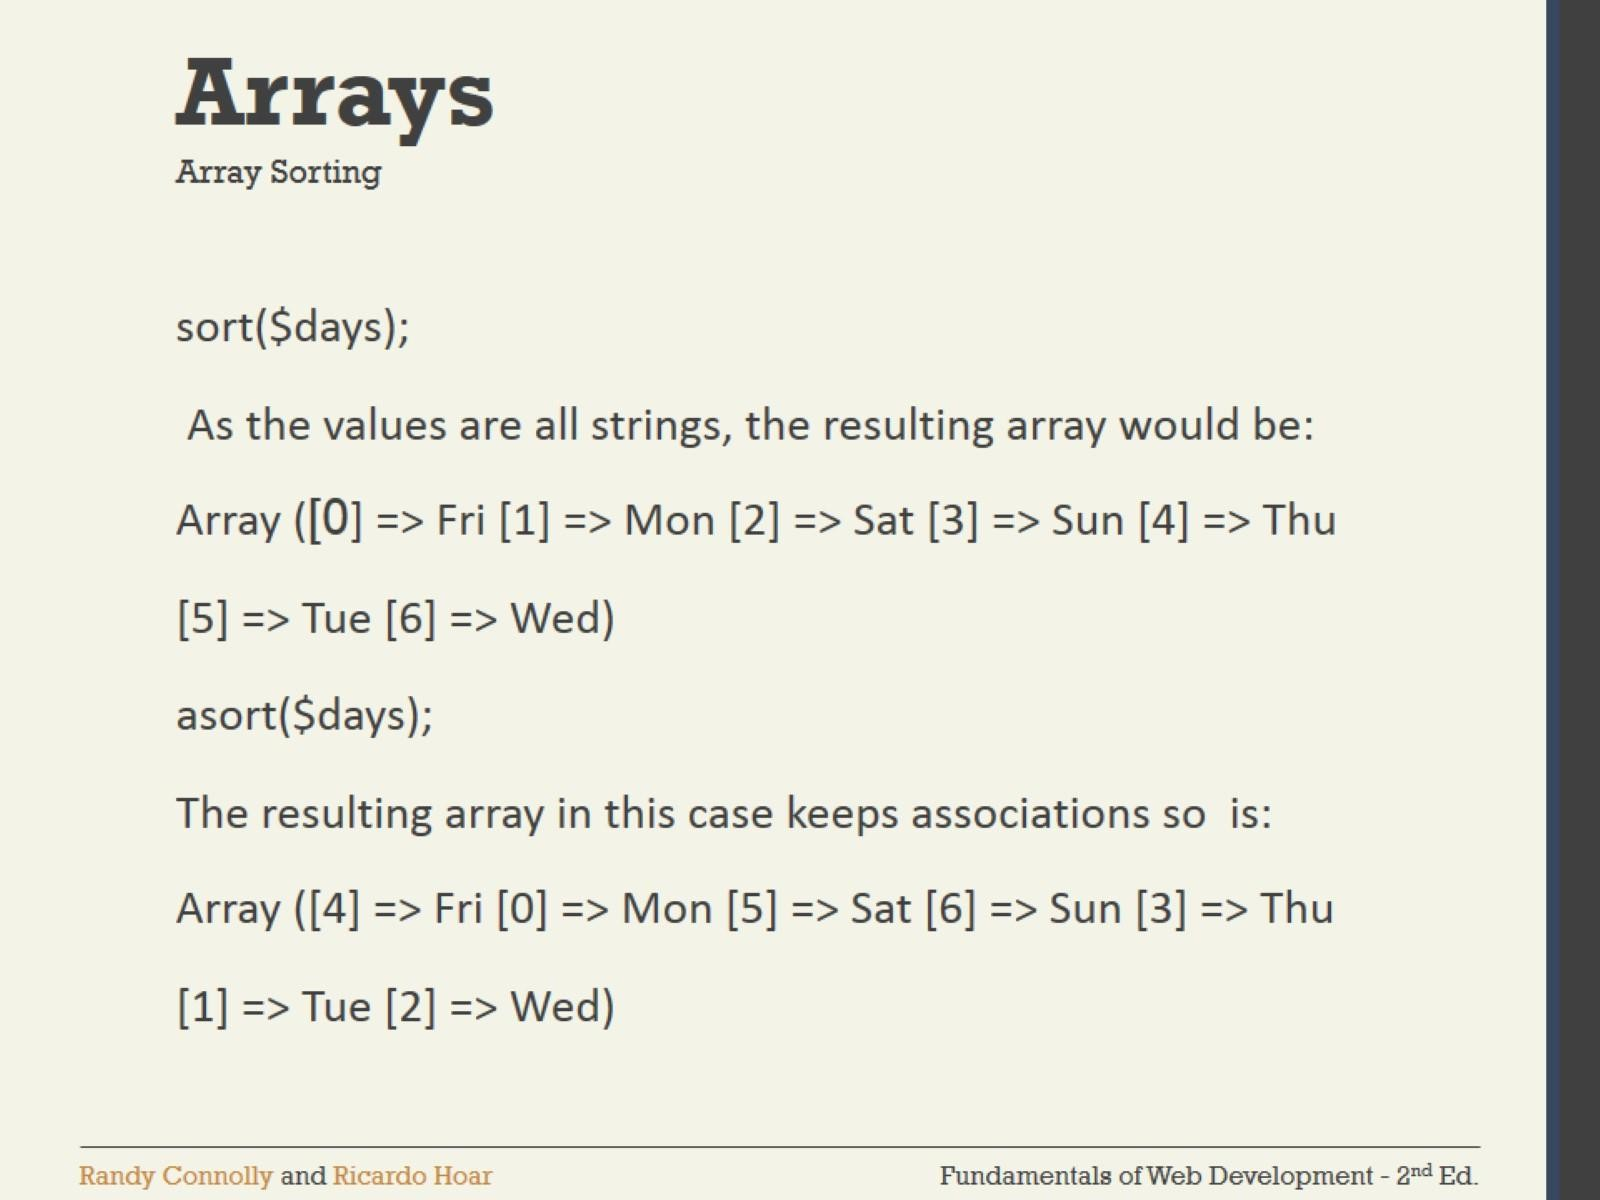 Arrays
Array Sorting
sort($days);
As the values are all strings, the resulting array would be:
Array ([0] => Fri [1] => Mon [2] => Sat [3] => Sun [4] => Thu
[5] => Tue [6] => Wed)
asort($days);
The resulting array in this case keeps associations so  is:
Array ([4] => Fri [0] => Mon [5] => Sat [6] => Sun [3] => Thu
[1] => Tue [2] => Wed)
Randy Connolly and Ricardo Hoar
Fundamentals of Web Development - 2nd Ed.